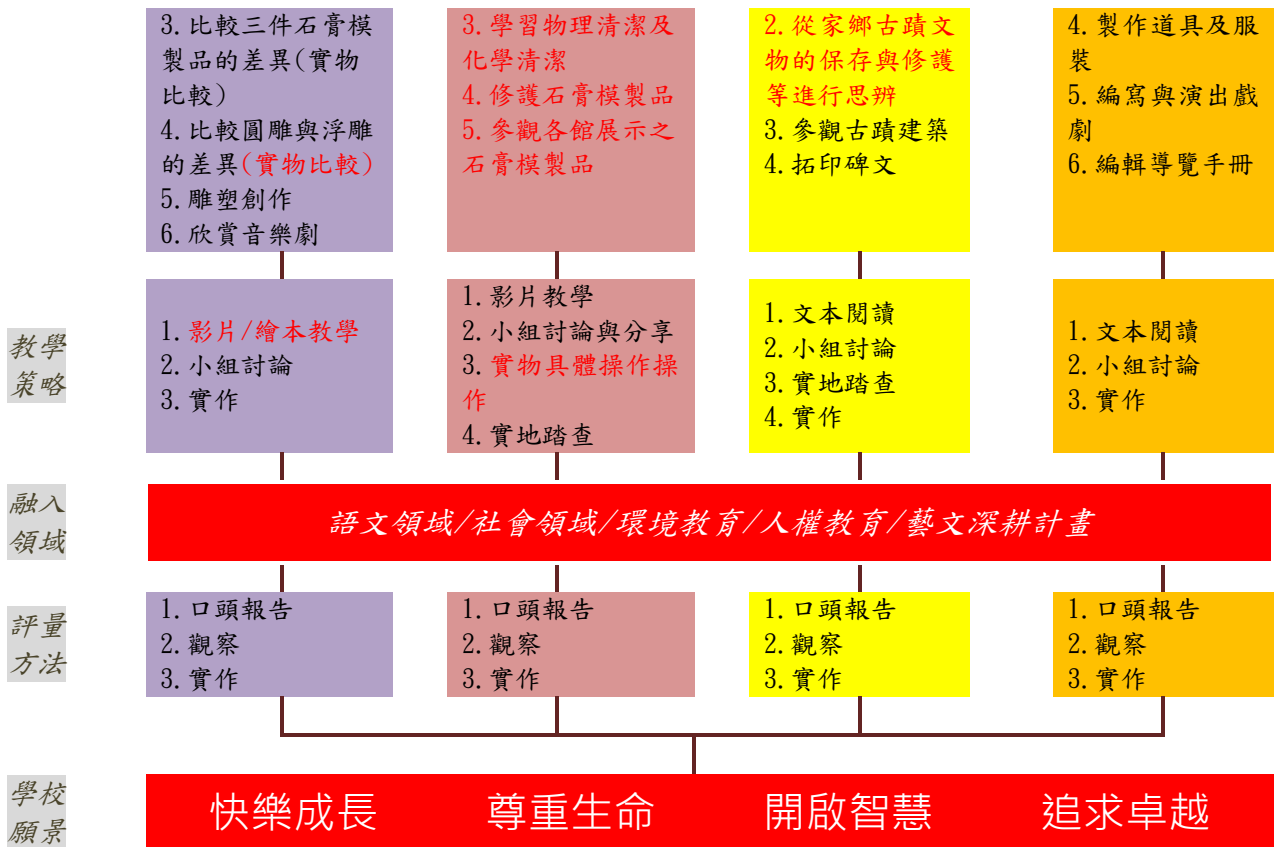 3.比較三件石膏模
製品的差異(實物
比較)
4.比較圓雕與浮雕
的差異(實物比較)
5.雕塑創作
6.欣賞音樂劇
3.學習物理清潔及
化學清潔
4.修護石膏模製品
5.參觀各館展示之
石膏模製品
2.從家鄉古蹟文
物的保存與修護
等進行思辨
3.參觀古蹟建築
4.拓印碑文
4.製作道具及服
裝
5.編寫與演出戲
劇
6.編輯導覽手冊
教學
策略
1.影片/繪本教學
2.小組討論
3.實作
1.影片教學
2.小組討論與分享
3.實物具體操作操
作
4.實地踏查
1.文本閱讀
2.小組討論
3.實地踏查
4.實作
1.文本閱讀
2.小組討論
3.實作
融入
領域
語文領域/社會領域/環境教育/人權教育/藝文深耕計畫
評量
方法
1.口頭報告
2.觀察
3.實作
1.口頭報告
2.觀察
3.實作
1.口頭報告
2.觀察
3.實作
1.口頭報告
2.觀察
3.實作
學校
願景
快樂成長 尊重生命 開啟智慧 追求卓越